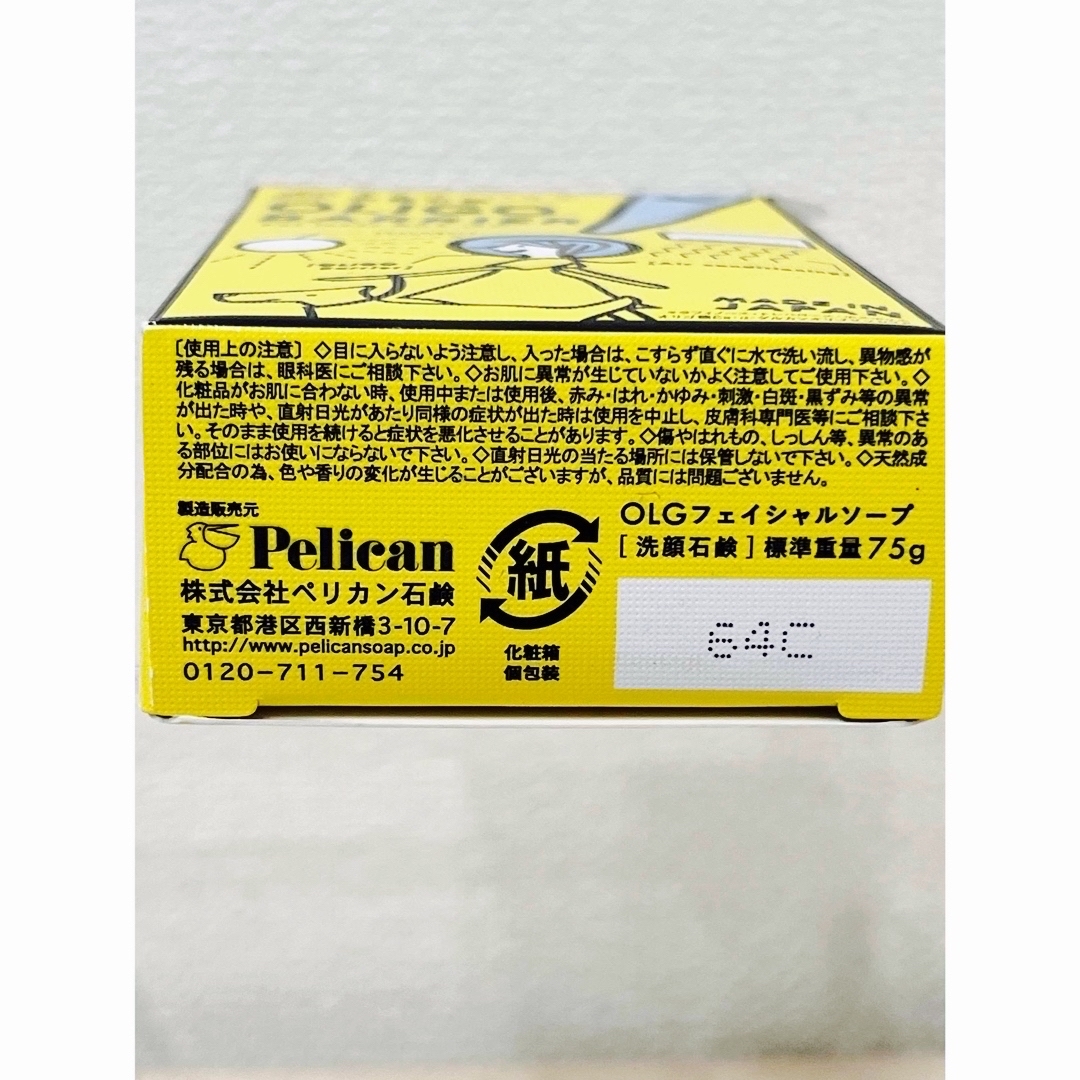 MADE IN
JAPAN
［使用上の注意］ ◇目に入らないよう注意し、入った場合は、こすらず直ぐに水で洗い流し、異物感が
残る場合は、眼科医にご相談下さい。◇お肌に異常が生じていないかよく注意してご使用下さい。◇
化粧品がお肌に合わない時、使用中または使用後、赤み・はれ・かゆみ・刺激・白斑・黒ずみ等の異常
が出た時や、直射日光があたり同様の症状が出た時は使用を中止し、皮膚科専門医等にご相談下さ
い。そのまま使用を続けると症状を悪化させることがあります。◇傷やはれもの、しっしん等、異常のあ
る部位にはお使いにならないで下さい。◇直射日光の当たる場所には保管しないで下さい。◇天然成
分配合の為、色や香りの変化が生じることがございますが、品質には問題ございません。
製造販売元
Pelican
株式会社ペリカン石鹸
東京都港区西新橋3-10-7
http://www.pelicansoap.co.jp
0120-711-754
紙
化粧箱
個包装
OLGフェイシャルソープ
[洗顔石鹸]標準重量75g
64C